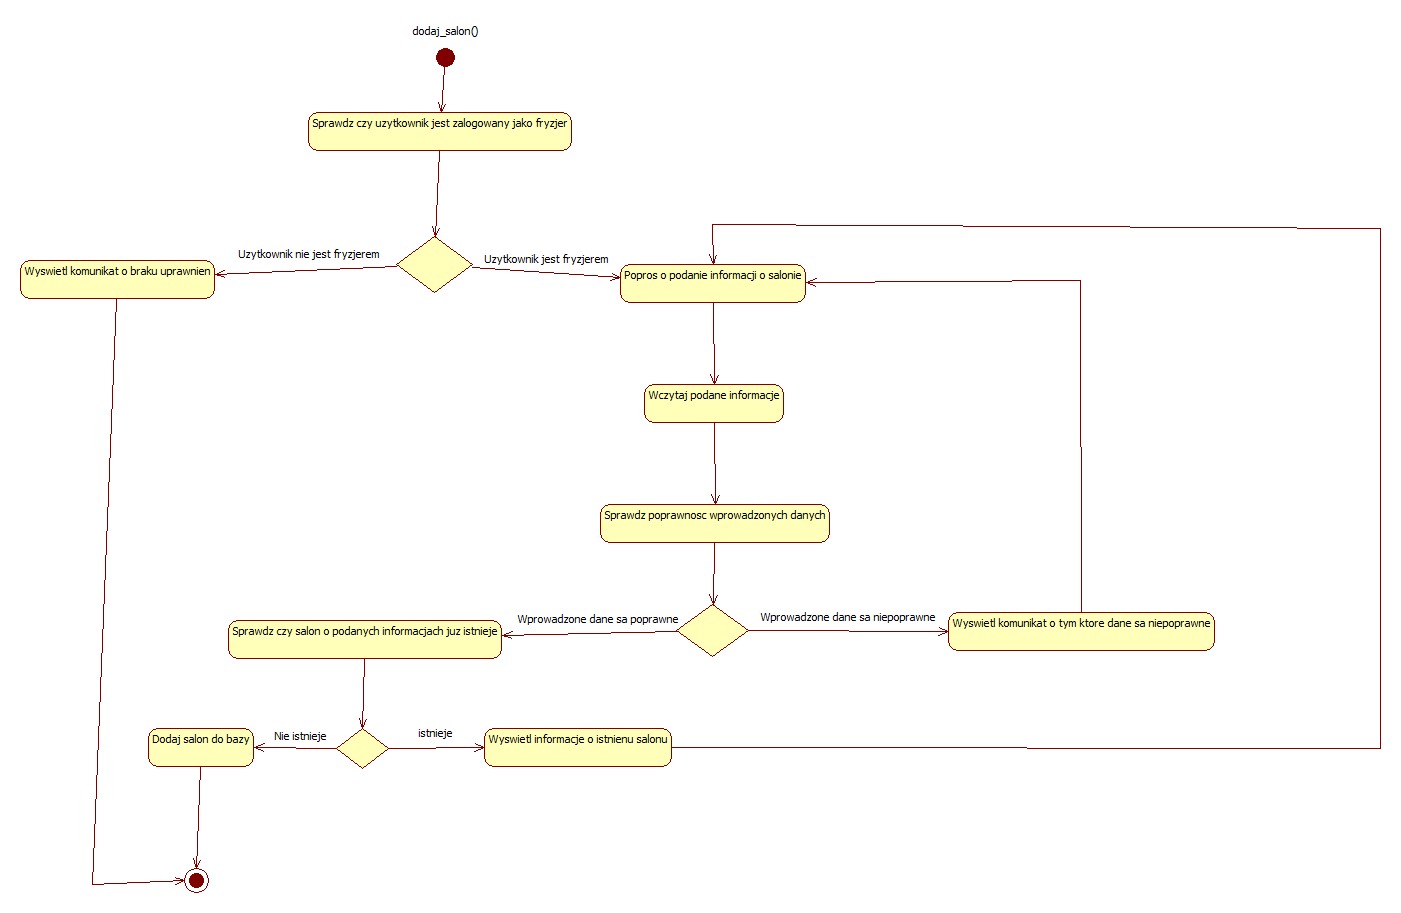 dodaj_salon()
Sprawdz czy uzytkownik jest zalogowany jako fryzjer
Uzytkownik nie jest fryzjerem
Uzytkownik jest fryzjerem
Wyswietl komunikat o braku uprawnien
Popros o podanie informacji o salonie
Wczytaj podane informacje
Sprawdz poprawnosc wprowadzonych danych
Wprowadzone dane sa poprawne
Wprowadzone dane sa niepoprawne
Sprawdz czy salon o podanych informacjach juz istnieje
Wyswietl komunikat o tym ktore dane sa niepoprawne
Nie istnieje
istnieje
Dodaj salon do bazy
Wyswietl informacje o istnienu salonu